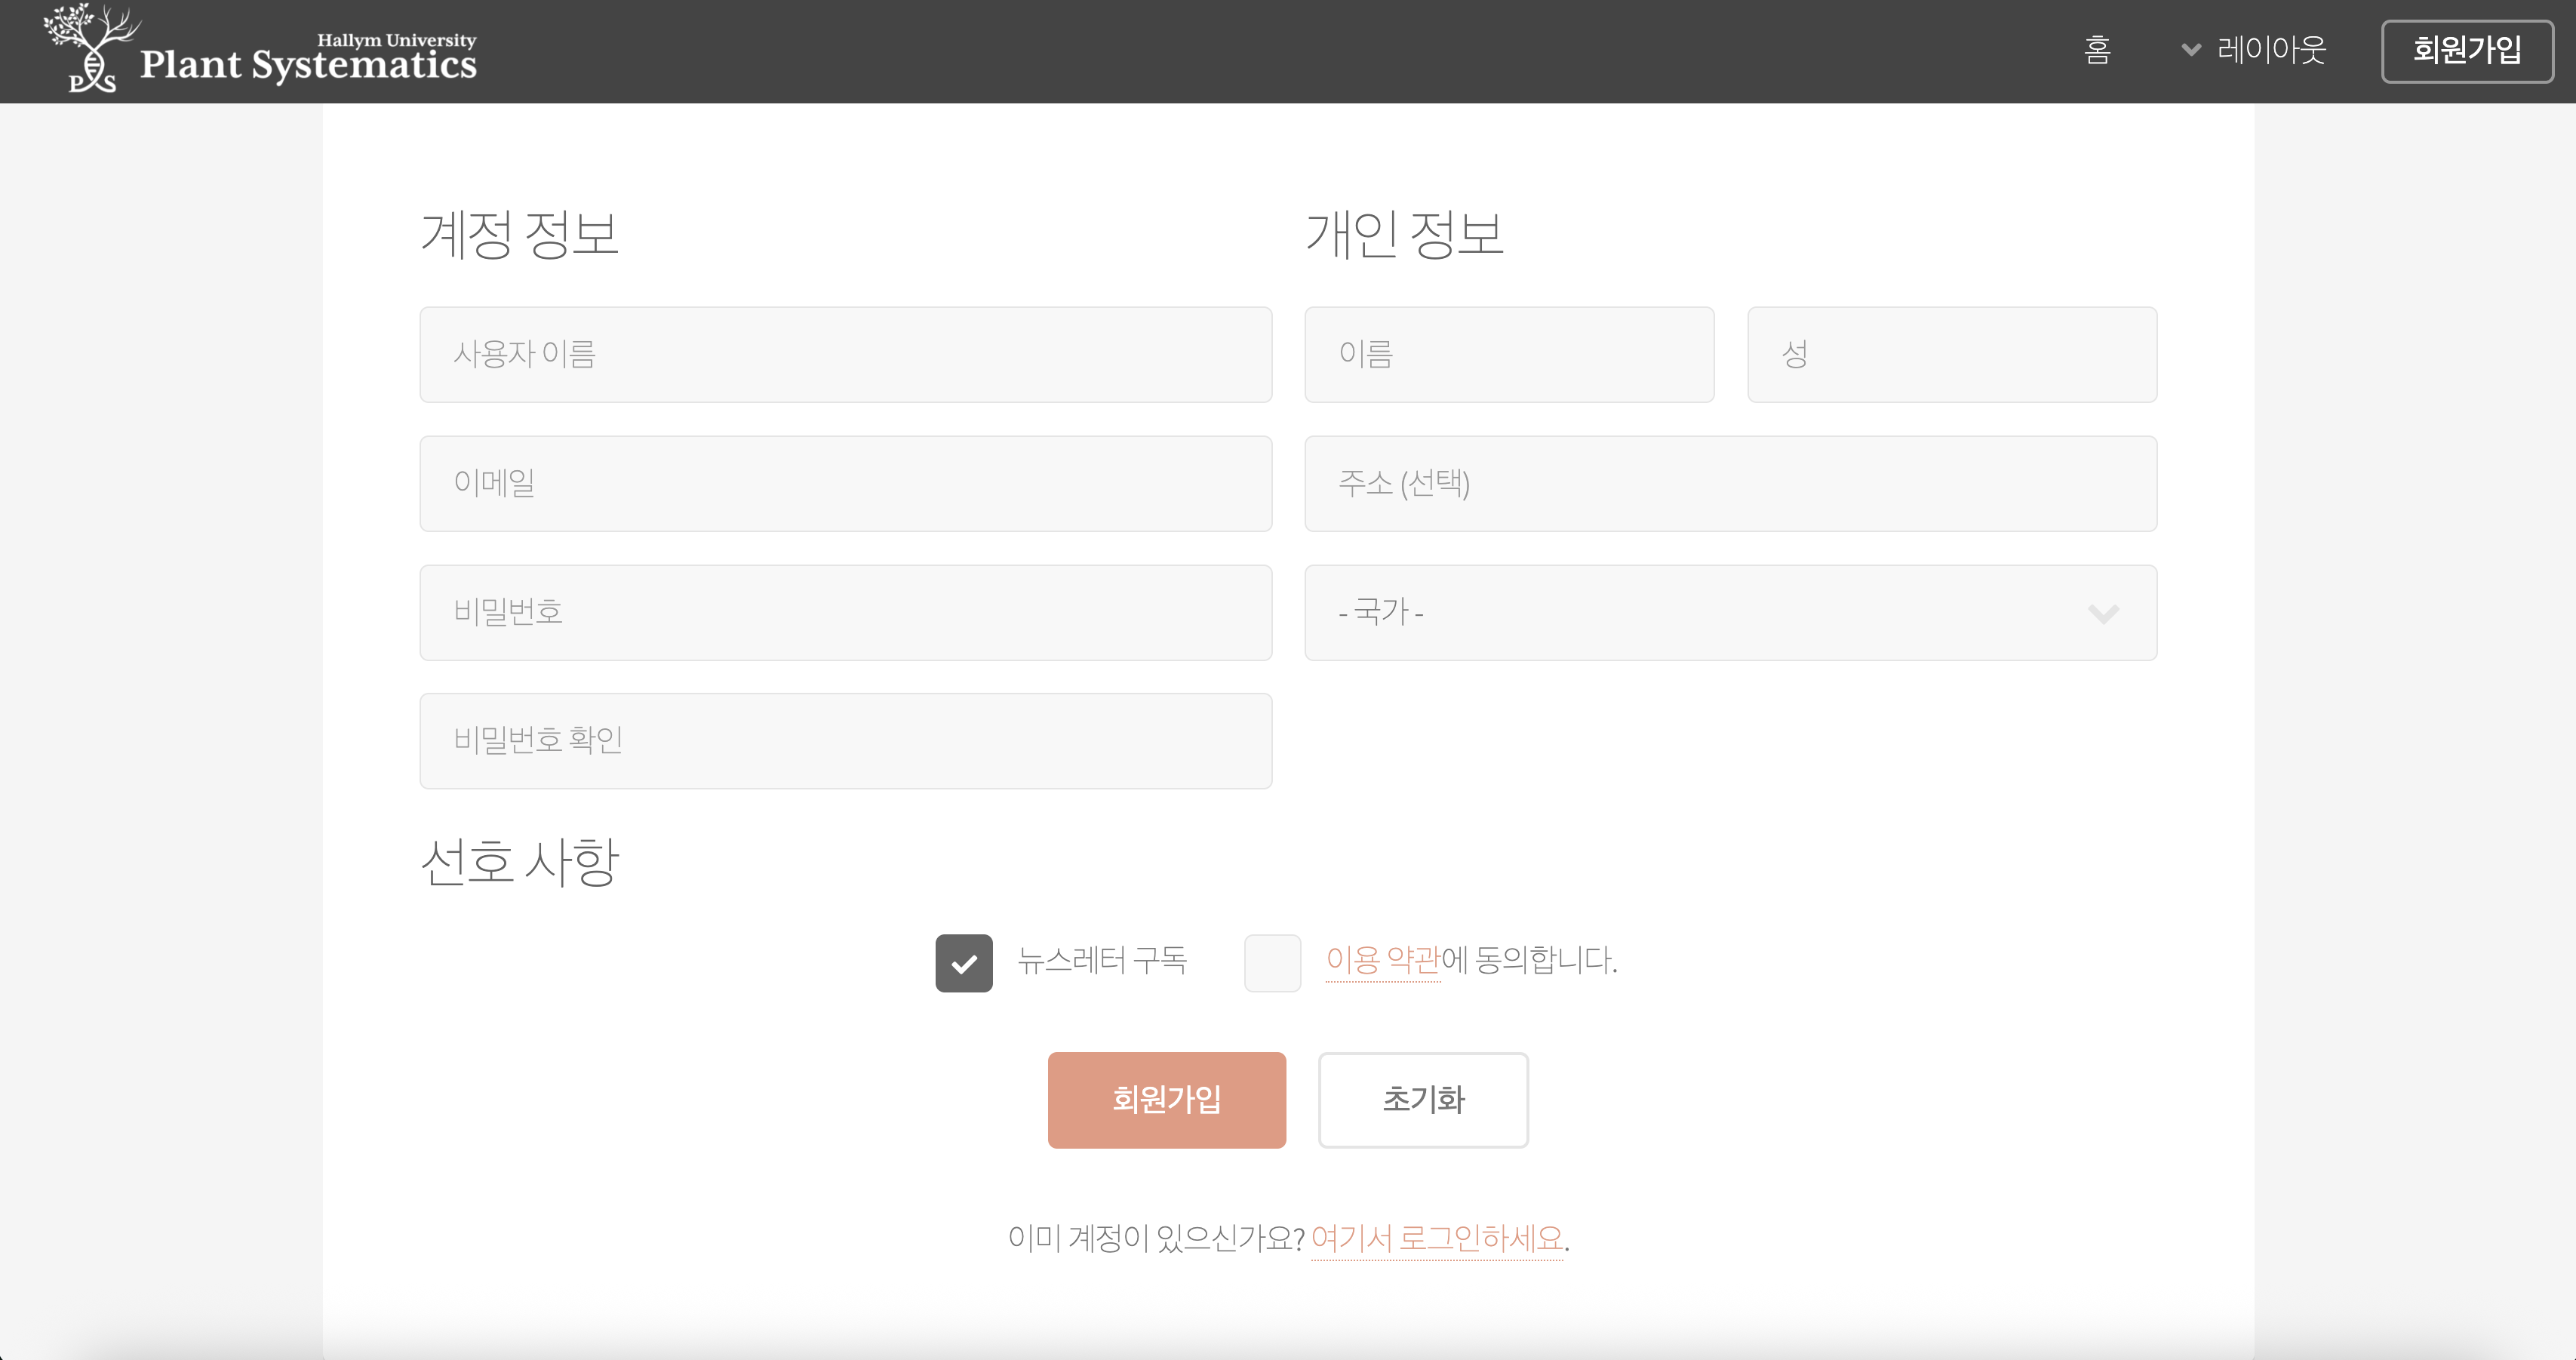 Hallym University
Plant Systematics
P S
홈
레이아웃
회원가입
계정 정보
사용자 이름
이메일
비밀번호
비밀번호 확인
개인 정보
이름
성
주소 (선택)
- 국가 -
선호 사항
뉴스레터 구독
이용 약관에 동의합니다.
회원가입
초기화
이미 계정이 있으신가요? 여기서 로그인하세요.